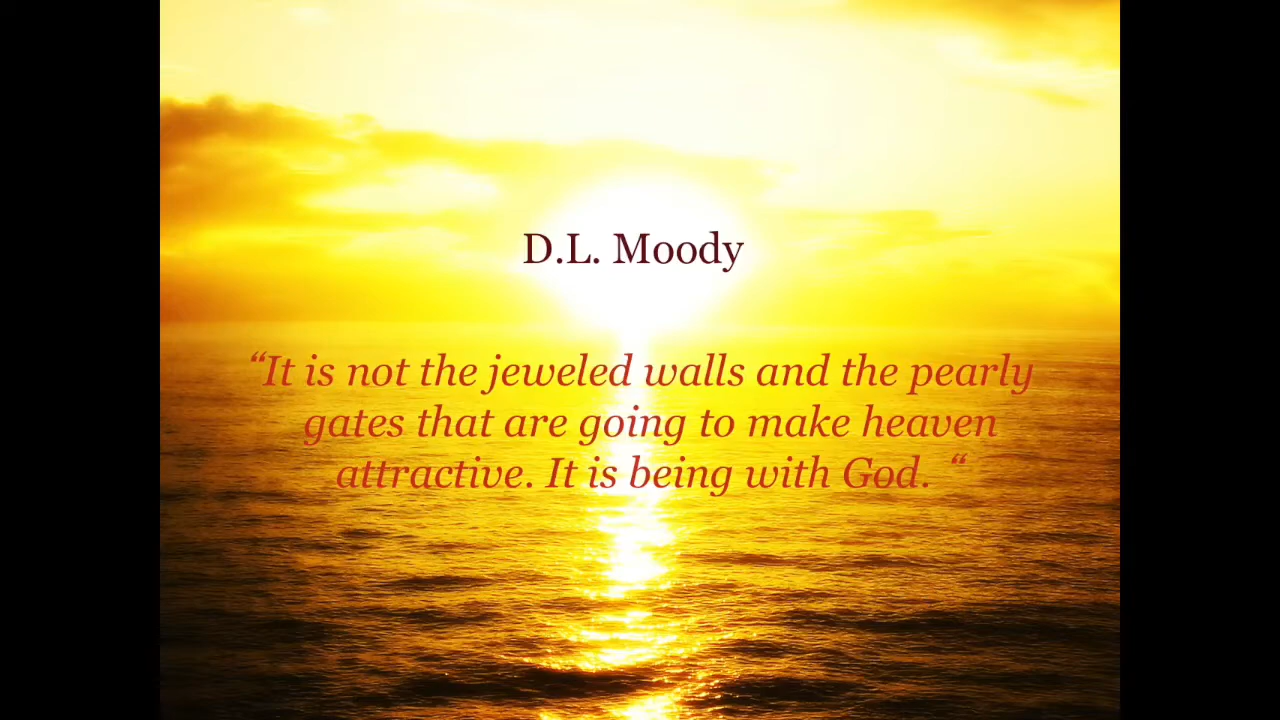 D.L. Moody
“It is not the jeweled walls and the pearly
gates that are going to make heaven
attractive. It is being with God. “